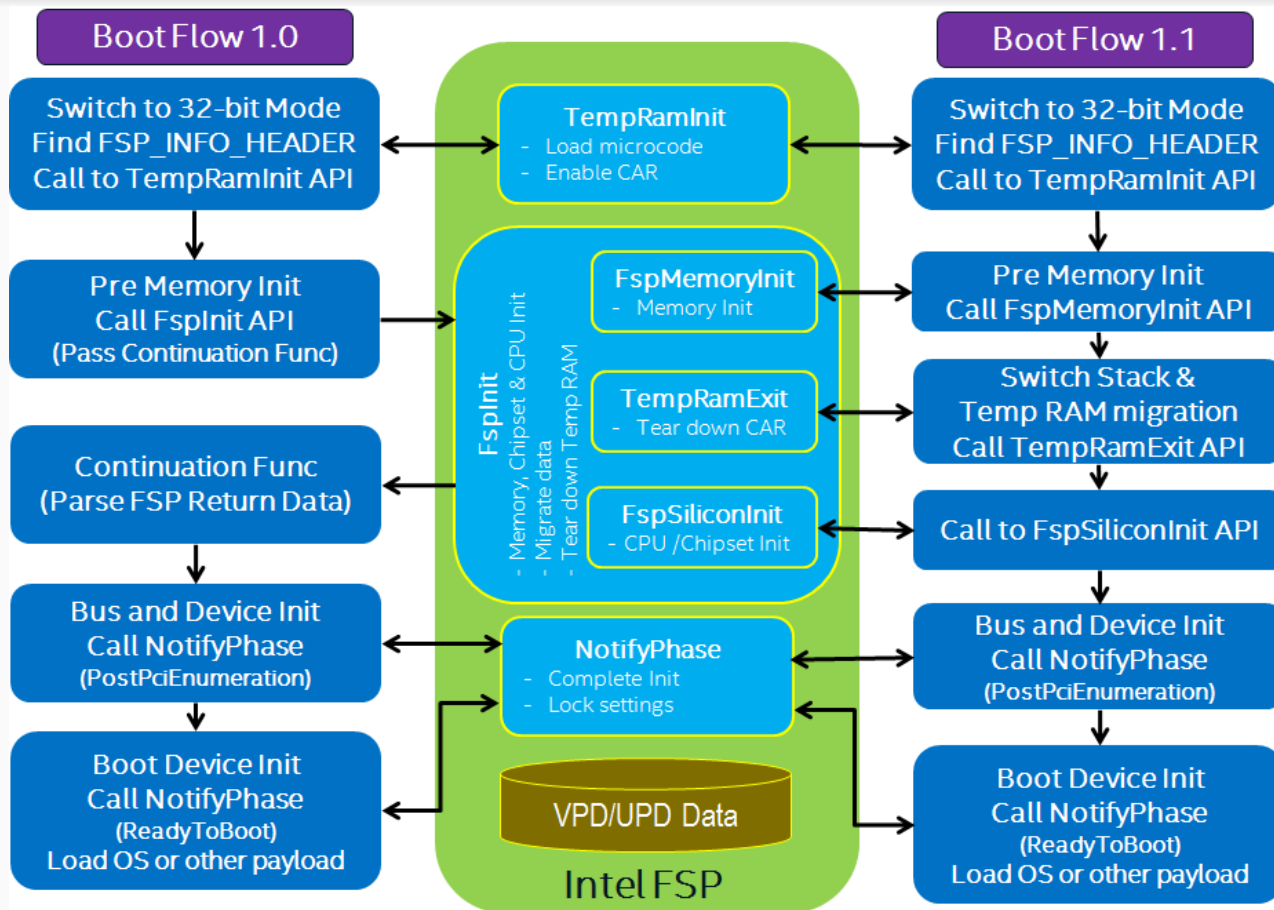 Boot Flow 1.0
Switch to 32-bit Mode
Find FSP_INFO_HEADER
Call to TempRamInit API
Pre Memory Init
Call FspInit API
(Pass Continuation Func)
Continuation Func
(Parse FSP Return Data)
Bus and Device Init
Call NotifyPhase
(PostPciEnumeration)
Boot Device Init
Call NotifyPhase
(ReadyToBoot)
Load OS or other payload
TempRamInit
- Load microcode
- Enable CAR
FspInit
- Memory, Chipset & CPU Init
- Migrate data
- Tear down Temp RAM
FspMemoryInit
- Memory Init
TempRamExit
- Tear down CAR
FspSiliconInit
- CPU /Chipset Init
NotifyPhase
- Complete Init
- Lock settings
VPD/UPD Data
Intel FSP
Boot Flow 1.1
Switch to 32-bit Mode
Find FSP_INFO_HEADER
Call to TempRamInit API
Pre Memory Init
Call FspMemoryInit API
Switch Stack &
Temp RAM migration
Call TempRamExit API
Call to FspSiliconInit API
Bus and Device Init
Call NotifyPhase
(PostPciEnumeration)
Boot Device Init
Call NotifyPhase
(ReadyToBoot)
Load OS or other payload